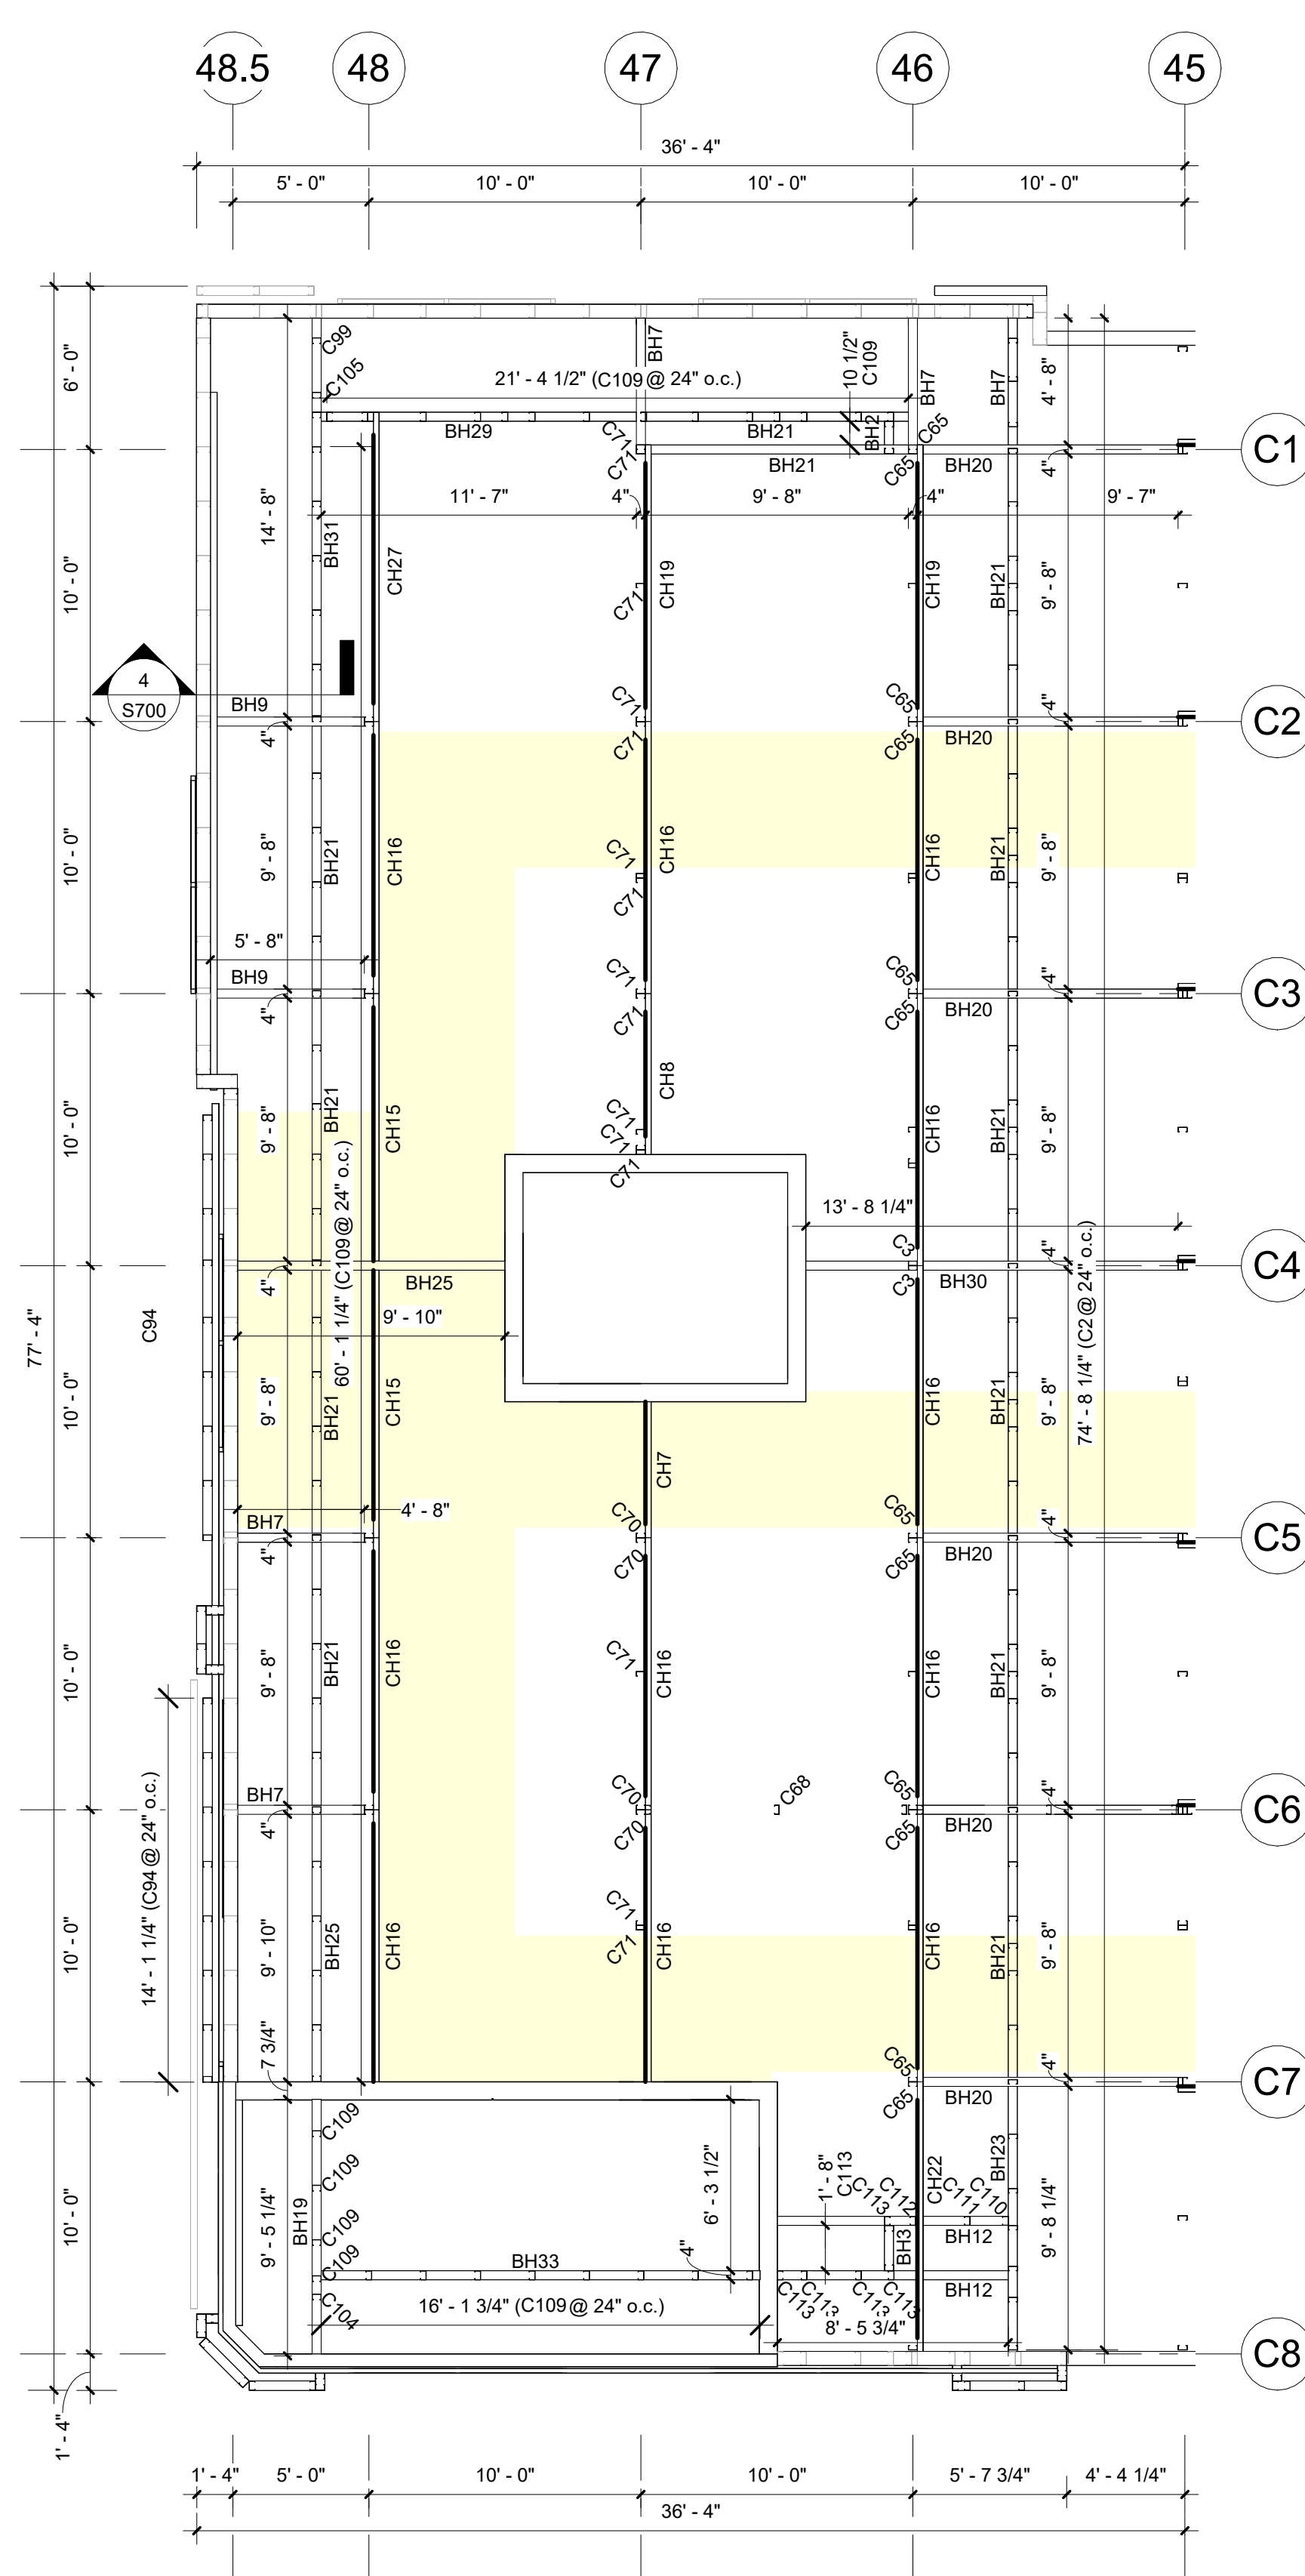 48.5
48
47
46
45
36' - 4"
5' - 0"
10' - 0"
10' - 0"
10' - 0"
6' - 0"
C99
C105
BH7
10 1/2"
C109
21' - 4 1/2" (C109 @ 24" o.c.)
BH7
BH7
4' - 8"
BH29
C71
C71
BH21
BH2
BH21
C65
C65
BH20
4"
C1
14' - 8"
11' - 7"
4"
9' - 8"
4"
9' - 7"
10' - 0"
BH31
CH27
C71
CH19
CH19
BH21
9' - 8"
4
S700
BH9
4"
C71
C71
C65
C65
BH20
4"
C2
10' - 0"
9' - 8"
BH21
CH16
C71
C71
CH16
CH16
BH21
9' - 8"
5' - 8"
BH9
4"
C71
C71
C65
C65
BH20
4"
C3
10' - 0"
9' - 8"
BH21
CH15
CH8
C71
C71
C71
CH16
BH21
9' - 8"
60' - 1 1/4" (C109 @ 24" o.c.)
13' - 8 1/4"
74' - 8 1/4" (C2 @ 24" o.c.)
77' - 4"
C94
4"
BH25
9' - 10"
C3
C3
BH30
4"
C4
10' - 0"
9' - 8"
BH21
CH15
CH7
CH16
BH21
9' - 8"
4' - 8"
BH7
4"
C70
C70
C65
C65
BH20
4"
C5
10' - 0"
9' - 8"
BH21
CH16
C71
CH16
CH16
BH21
9' - 8"
14' - 1 1/4" (C94 @ 24" o.c.)
BH7
4"
C70
C70
C68
C65
C65
BH20
4"
C6
10' - 0"
9' - 10"
BH25
CH16
C71
C71
CH16
CH16
BH21
9' - 8"
7 3/4"
C65
C65
BH20
4"
C7
10' - 0"
9' - 5 1/4"
BH19
C109
C109
C109
C109
C104
BH33
6' - 3 1/2"
4"
16' - 1 3/4" (C109 @ 24" o.c.)
1' - 8"
C113
C113
C112
CH22
C111
C110
BH23
BH3
BH12
BH12
C113
C113
C113
C113
8' - 5 3/4"
9' - 8 1/4"
C8
1' - 4"
1' - 4"
5' - 0"
10' - 0"
10' - 0"
5' - 7 3/4"
4' - 4 1/4"
36' - 4"